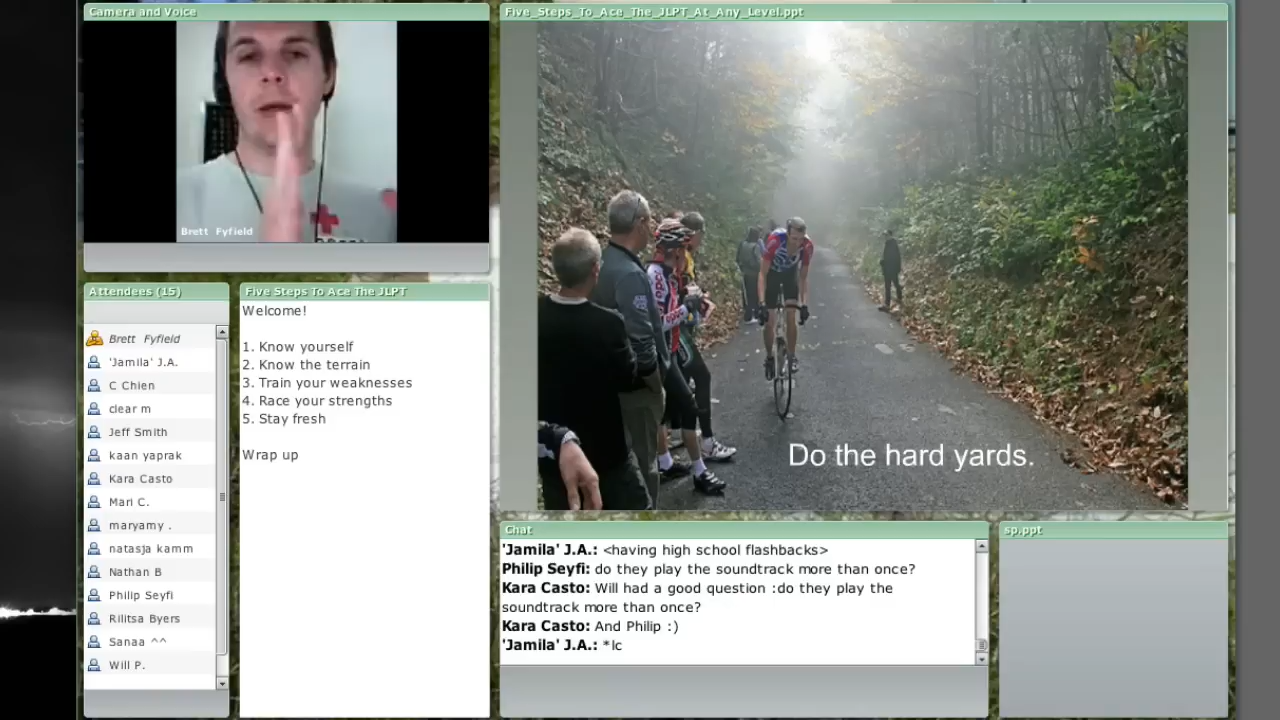 Camera and Voice
Brett Fyfield
Five_Steps_To_Ace_The_JLPT_At_Any_Level.ppt
Do the hard yards.
Attendees (15)
Brett Fyfield
'Jamila' J.A.
C Chien
clear m
Jeff Smith
kaan yaprak
Kara Casto
Mari C.
maryamy .
natasja kamm
Nathan B
Philip Seyfi
Rilitsa Byers
Sanaa ^^
Will P.
Five Steps To Ace The JLPT
Welcome!
1. Know yourself
2. Know the terrain
3. Train your weaknesses
4. Race your strengths
5. Stay fresh
Wrap up
Chat
'Jamila' J.A.: <having high school flashbacks>
Philip Seyfi: do they play the soundtrack more than once?
Kara Casto: Will had a good question :do they play the
soundtrack more than once?
Kara Casto: And Philip :)
'Jamila' J.A.: *lc
sp.ppt